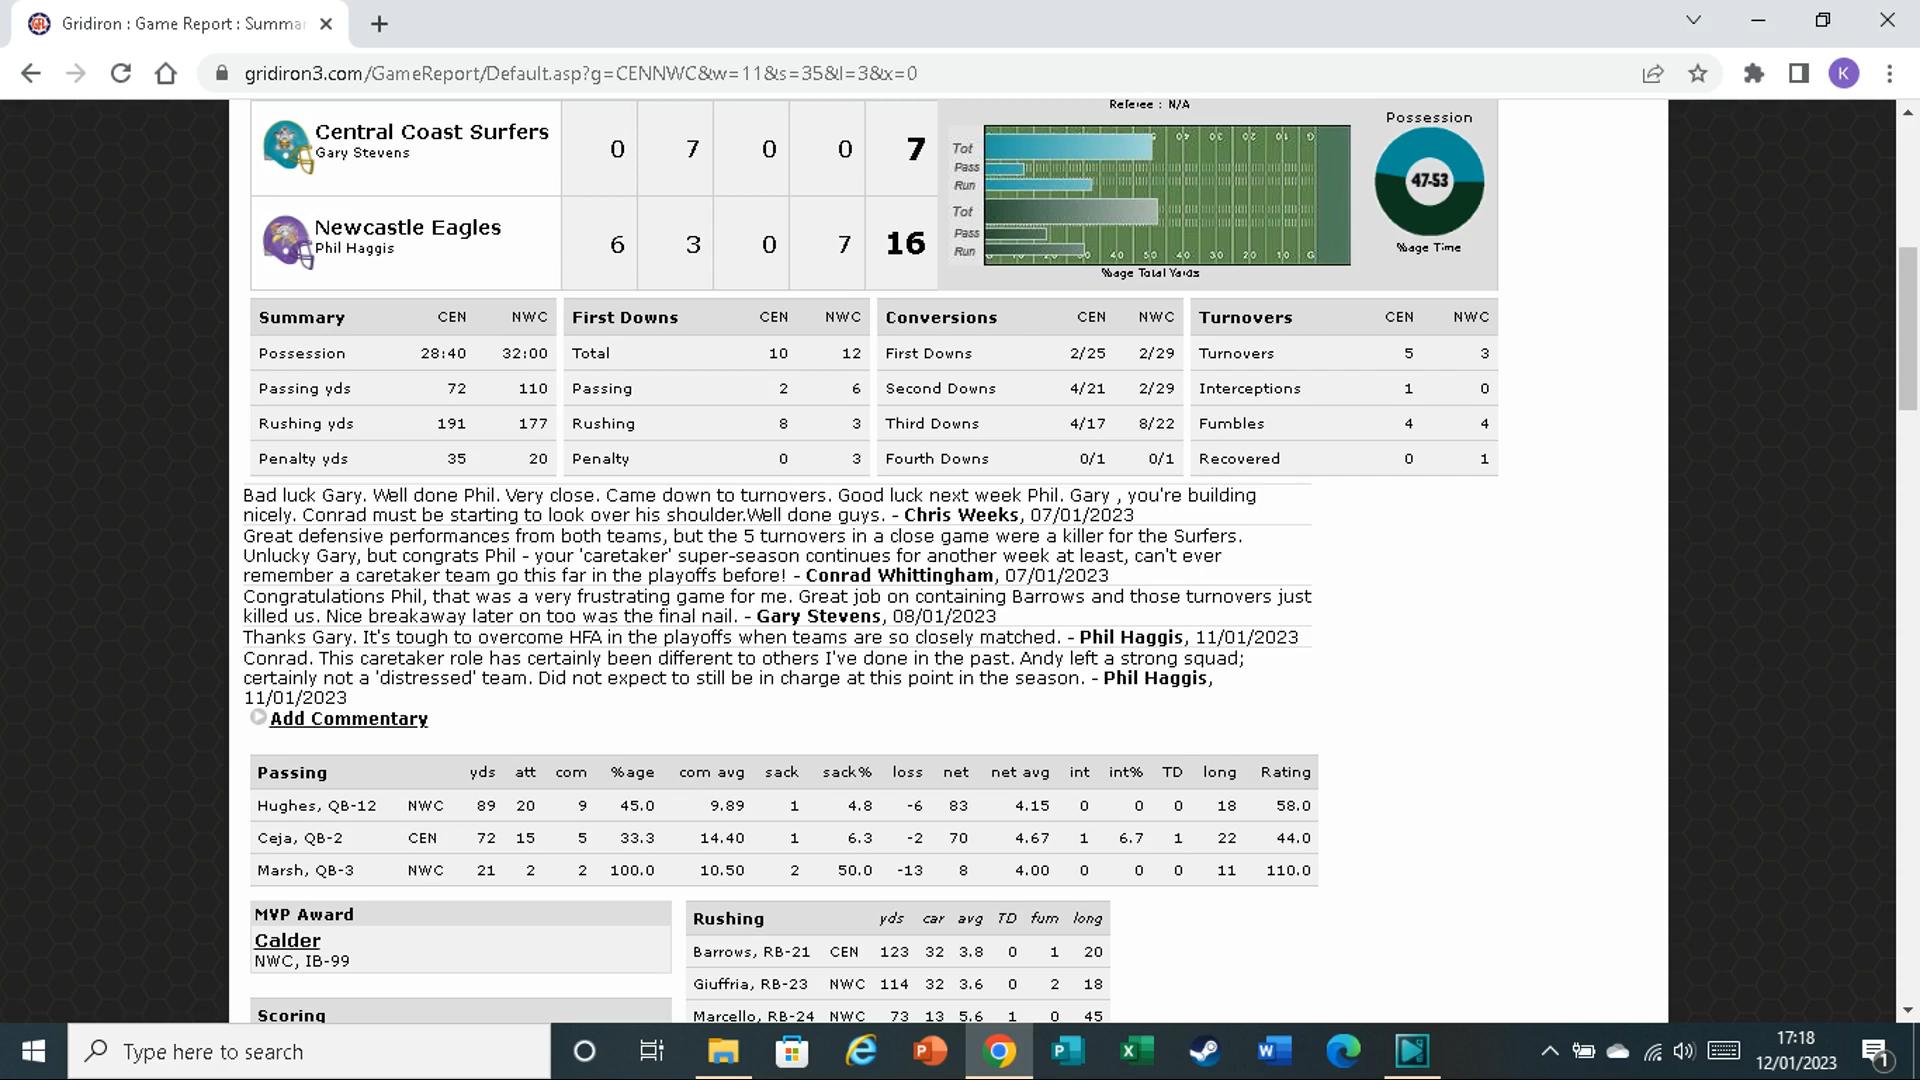 Gridiron : Game Report : Summar
gridiron3.com/GameReport/Default.asp?g=CENNWC&w=11&s=35&l=3&x=0
K
Central Coast Surfers 0 7 0 0 7
Gary Stevens
Newcastle Eagles 6 3 0 7 16
Phil Haggis
Referee : N/A
Tot
Pass
Run
Tot
Pass
Run
%age Total Yards
Possession
47-53
%age Time
Summary CEN NWC
Possession 28:40 32:00
Passing yds 72 110
Rushing yds 191 177
Penalty yds 35 20
First Downs CEN NWC
Total 10 12
Passing 2 6
Rushing 8 3
Penalty 0 3
Conversions CEN NWC
First Downs 2/25 2/29
Second Downs 4/21 2/29
Third Downs 4/17 8/22
Fourth Downs 0/1 0/1
Turnovers CEN NWC
Turnovers 5 3
Interceptions 1 0
Fumbles 4 4
Recovered 0 1
Bad luck Gary. Well done Phil. Very close. Came down to turnovers. Good luck next week Phil. Gary , you're building
nicely. Conrad must be starting to look over his shoulder.Well done guys. - Chris Weeks, 07/01/2023
Great defensive performances from both teams, but the 5 turnovers in a close game were a killer for the Surfers.
Unlucky Gary, but congrats Phil - your 'caretaker' super-season continues for another week at least, can't ever
remember a caretaker team go this far in the playoffs before! - Conrad Whittingham, 07/01/2023
Congratulations Phil, that was a very frustrating game for me. Great job on containing Barrows and those turnovers just
killed us. Nice breakaway later on too was the final nail. - Gary Stevens, 08/01/2023
Thanks Gary. It's tough to overcome HFA in the playoffs when teams are so closely matched. - Phil Haggis, 11/01/2023
Conrad. This caretaker role has certainly been different to others I've done in the past. Andy left a strong squad;
certainly not a 'distressed' team. Did not expect to still be in charge at this point in the season. - Phil Haggis,
11/01/2023
Add Commentary
Passing yds att com %age com avg sack sack% loss net net avg int int% TD long Rating
Hughes, QB-12 NWC 89 20 9 45.0 9.89 1 4.8 -6 83 4.15 0 0 0 18 58.0
Ceja, QB-2 CEN 72 15 5 33.3 14.40 1 6.3 -2 70 4.67 1 6.7 1 22 44.0
Marsh, QB-3 NWC 21 2 2 100.0 10.50 2 50.0 -13 8 4.00 0 0 0 11 110.0
MVP Award
Calder
NWC, IB-99
Scoring
Rushing yds car avg TD fum long
Barrows, RB-21 CEN 123 32 3.8 0 1 20
Giuffria, RB-23 NWC 114 32 3.6 0 2 18
Marcello, RB-24 NWC 73 13 5.6 1 0 45
Type here to search
17:18
12/01/2023
1